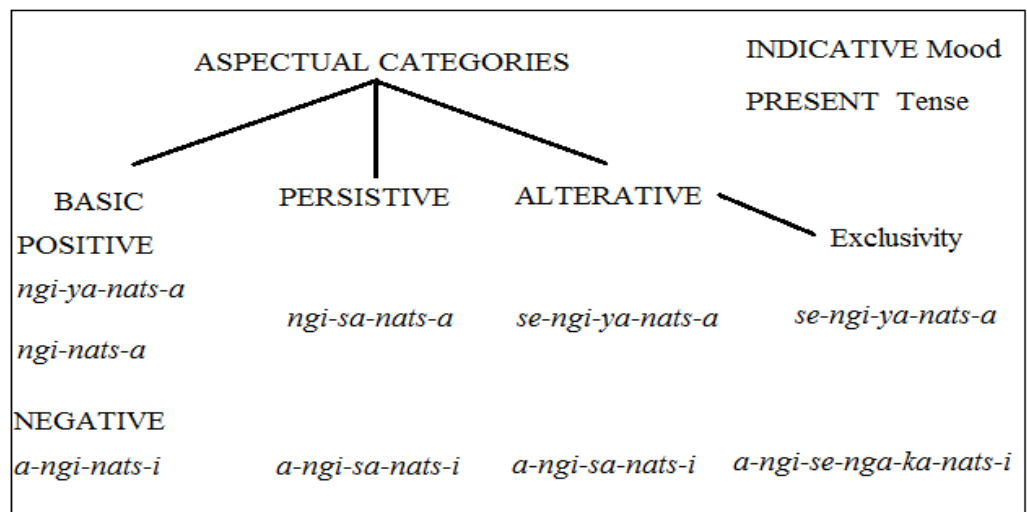 ASPECTUAL CATEGORIES
INDICATIVE Mood
PRESENT Tense
BASIC
PERSISTIVE
ALTERATIVE
Exclusivity
POSITIVE
ngi-ya-nats-a
ngi-sa-nats-a
se-ngi-ya-nats-a
se-ngi-ya-nats-a
ngi-nats-a
NEGATIVE
a-ngi-nats-i
a-ngi-sa-nats-i
a-ngi-sa-nats-i
a-ngi-se-nga-ka-nats-i